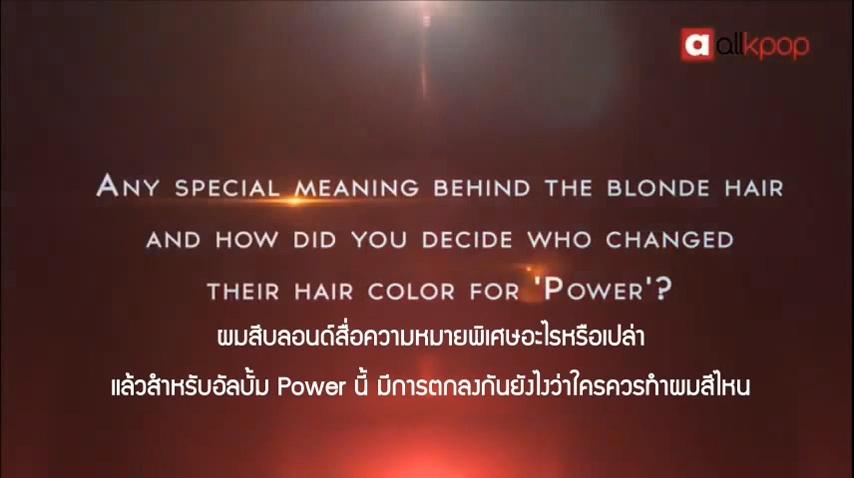 allkpop
Any special meaning behind the blonde hair
and how did you decide who changed
their hair color for 'Power'?
ผมสีบลอนด์สื่อความหมายพิเศษอะไรหรือเปล่า
แล้วสำหรับอัลบั้ม Power นี้ มีการตกลงกันยังไงว่าใครควรทำผมสีไหน